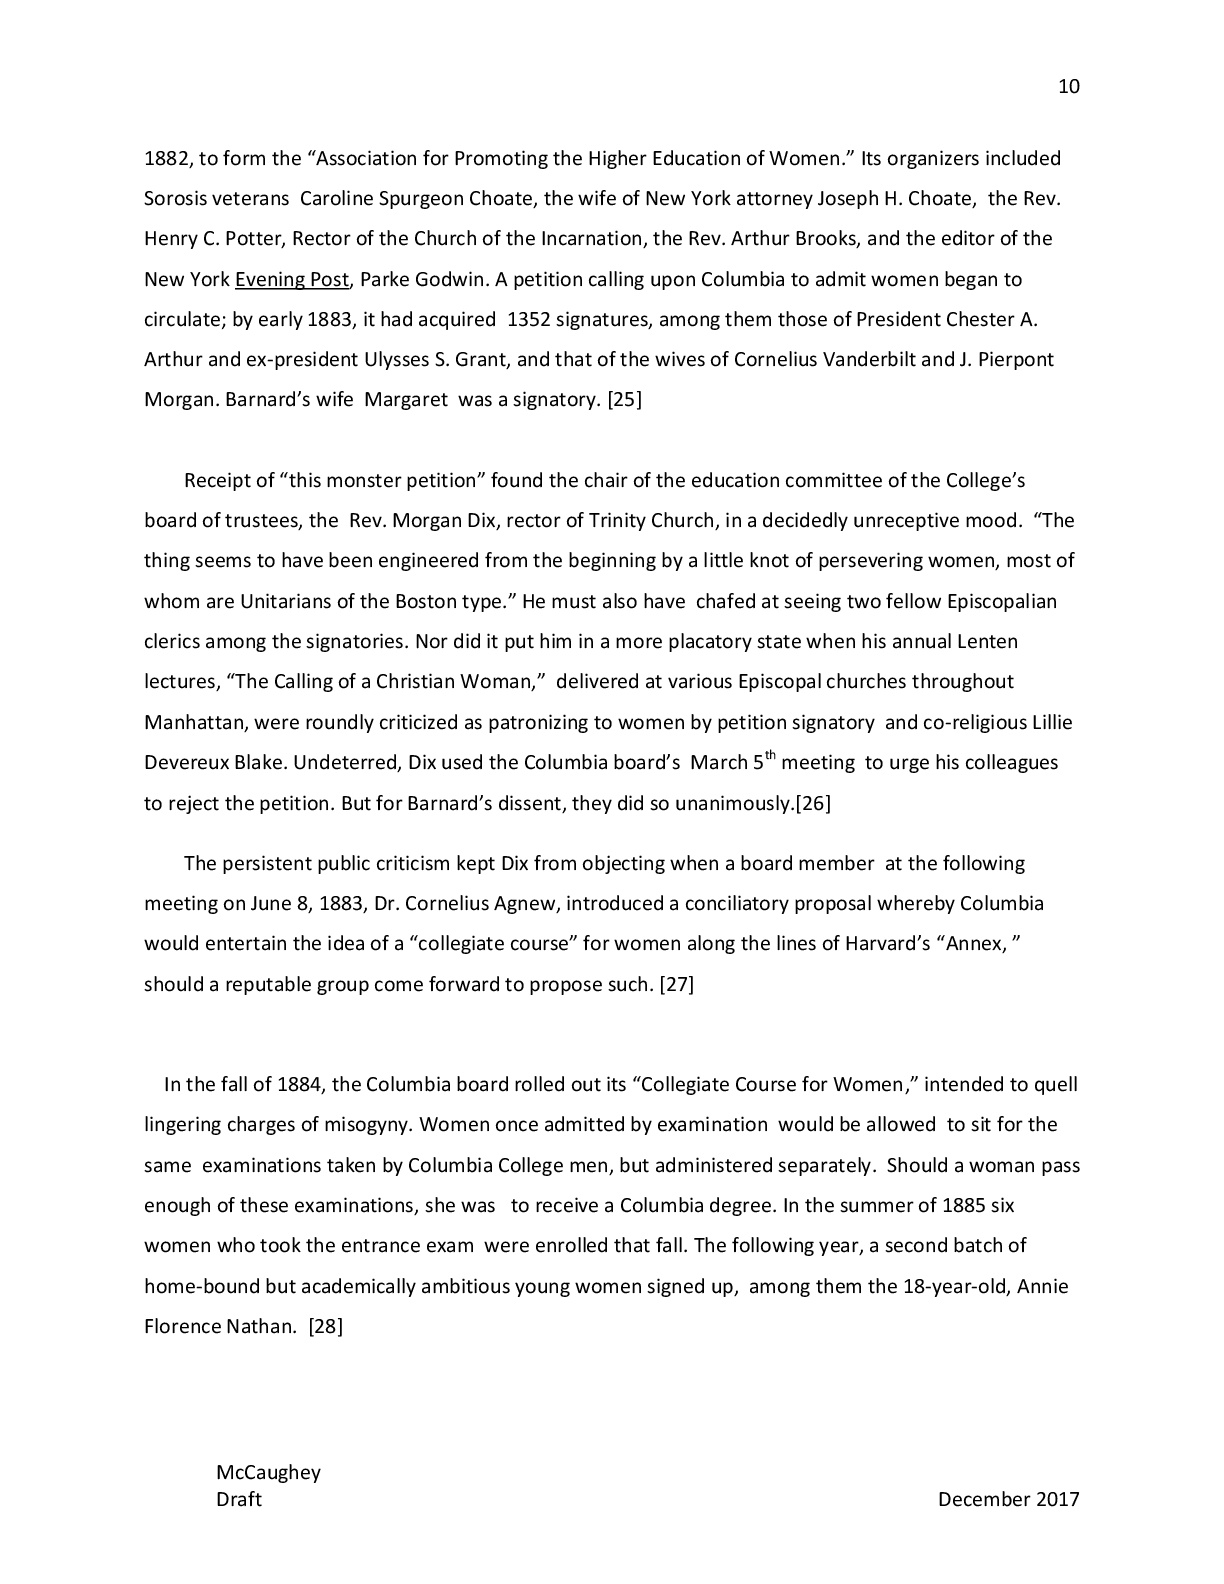 10
1882, to form the “Association for Promoting the Higher Education of Women.” Its organizers included
Sorosis veterans  Caroline Spurgeon Choate, the wife of New York attorney Joseph H. Choate,  the Rev.
Henry C. Potter, Rector of the Church of the Incarnation, the Rev. Arthur Brooks, and the editor of the
New York Evening Post, Parke Godwin. A petition calling upon Columbia to admit women began to
circulate; by early 1883, it had acquired  1352 signatures, among them those of President Chester A.
Arthur and ex-president Ulysses S. Grant, and that of the wives of Cornelius Vanderbilt and J. Pierpont
Morgan. Barnard’s wife  Margaret  was a signatory. [25]
Receipt of “this monster petition” found the chair of the education committee of the College’s
board of trustees, the  Rev. Morgan Dix, rector of Trinity Church, in a decidedly unreceptive mood.  “The
thing seems to have been engineered from the beginning by a little knot of persevering women, most of
whom are Unitarians of the Boston type.” He must also have  chafed at seeing two fellow Episcopalian
clerics among the signatories. Nor did it put him in a more placatory state when his annual Lenten
lectures, “The Calling of a Christian Woman,”  delivered at various Episcopal churches throughout
Manhattan, were roundly criticized as patronizing to women by petition signatory  and co-religious Lillie
Devereux Blake. Undeterred, Dix used the Columbia board’s  March 5th meeting  to urge his colleagues
to reject the petition. But for Barnard’s dissent, they did so unanimously.[26]
The persistent public criticism kept Dix from objecting when a board member  at the following
meeting on June 8, 1883, Dr. Cornelius Agnew, introduced a conciliatory proposal whereby Columbia
would entertain the idea of a “collegiate course” for women along the lines of Harvard’s “Annex, ”
should a reputable group come forward to propose such. [27]
In the fall of 1884, the Columbia board rolled out its “Collegiate Course for Women,” intended to quell
lingering charges of misogyny. Women once admitted by examination  would be allowed  to sit for the
same  examinations taken by Columbia College men, but administered separately.  Should a woman pass
enough of these examinations, she was   to receive a Columbia degree. In the summer of 1885 six
women who took the entrance exam  were enrolled that fall. The following year, a second batch of
home-bound but academically ambitious young women signed up,  among them the 18-year-old, Annie
Florence Nathan.  [28]
McCaughey
Draft December 2017